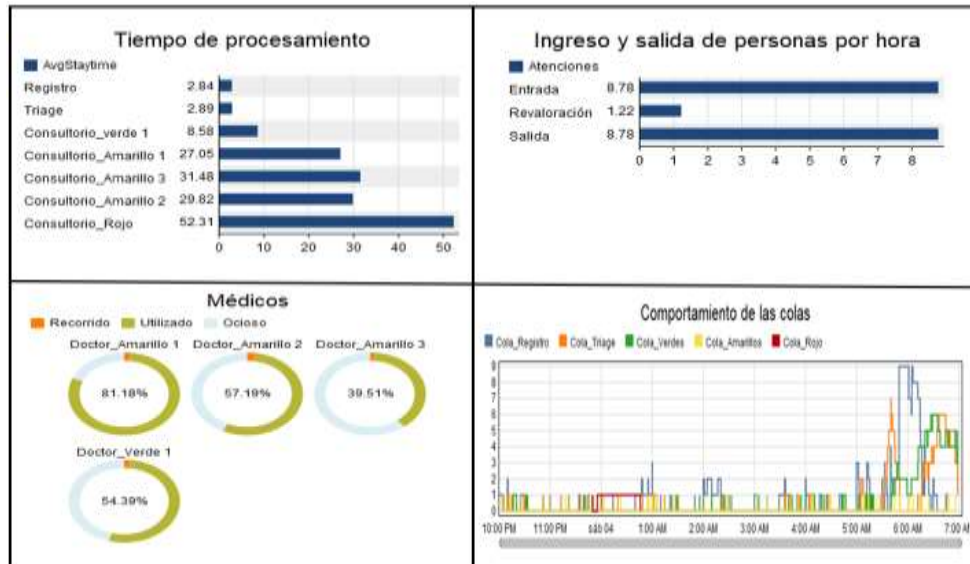 Tiempo de procesamiento
AvgStaytime
Registro 2.84
Triage 2.89
Consultorio_verde 1 8.58
Consultorio_Amarillo 1 27.05
Consultorio_Amarillo 3 31.48
Consultorio_Amarillo 2 29.82
Consultorio_Rojo 52.31
0 10 20 30 40 50
Ingreso y salida de personas por hora
Atenciones
Entrada 8.78
Revaloración 1.22
Salida 8.78
0 1 2 3 4 5 6 7 8
Médicos
Recorrido Utilizado Ocioso
Doctor_Amarillo 1 Doctor_Amarillo 2 Doctor_Amarillo 3
81.18% 57.19% 39.51%
Doctor_Verde 1
54.39%
Comportamiento de las colas
Cola_Registro Cola_Triage Cola_Verdes Cola_Amarillos Cola_Rojo
9
8
7
6
5
4
3
2
1
0
10:00 PM 11:00 PM sáb 04 1:00 AM 2:00 AM 3:00 AM 4:00 AM 5:00 AM 6:00 AM 7:00 AM